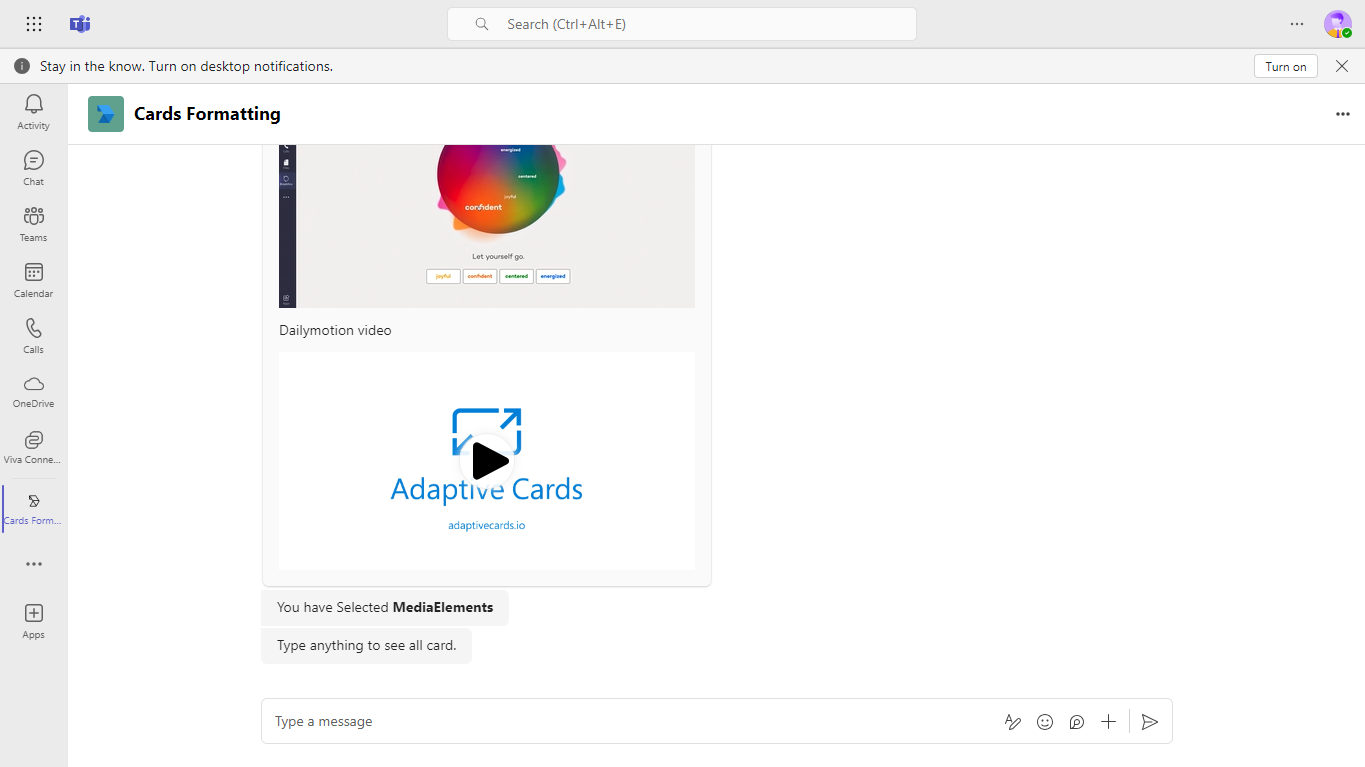 Search (Ctrl+Alt+E)
Stay in the know. Turn on desktop notifications.
Turn on
Activity
Chat
Teams
Calendar
Calls
OneDrive
Viva Conne...
Cards Form...
Apps
Cards Formatting
energized
centered
joyful
confident
Let yourself go.
joyful confident centered energized
Dailymotion video
Adaptive Cards
adaptivecards.io
You have Selected MediaElements
Type anything to see all card.
Type a message